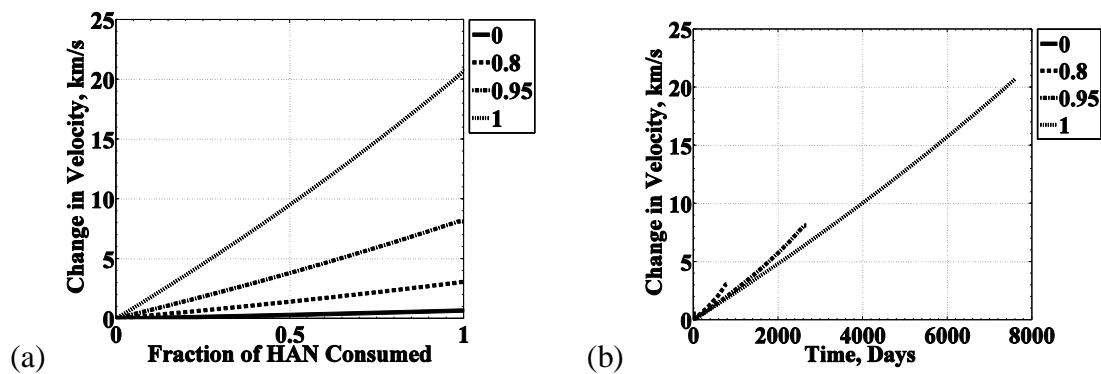 25
20
15
10
5
0
0 0.5 1
Change in Velocity, km/s
Fraction of HAN Consumed
0
0.8
0.95
1
(a)
25
20
15
10
5
0
0 2000 4000 6000 8000
Change in Velocity, km/s
Time, Days
0
0.8
0.95
1
(b)